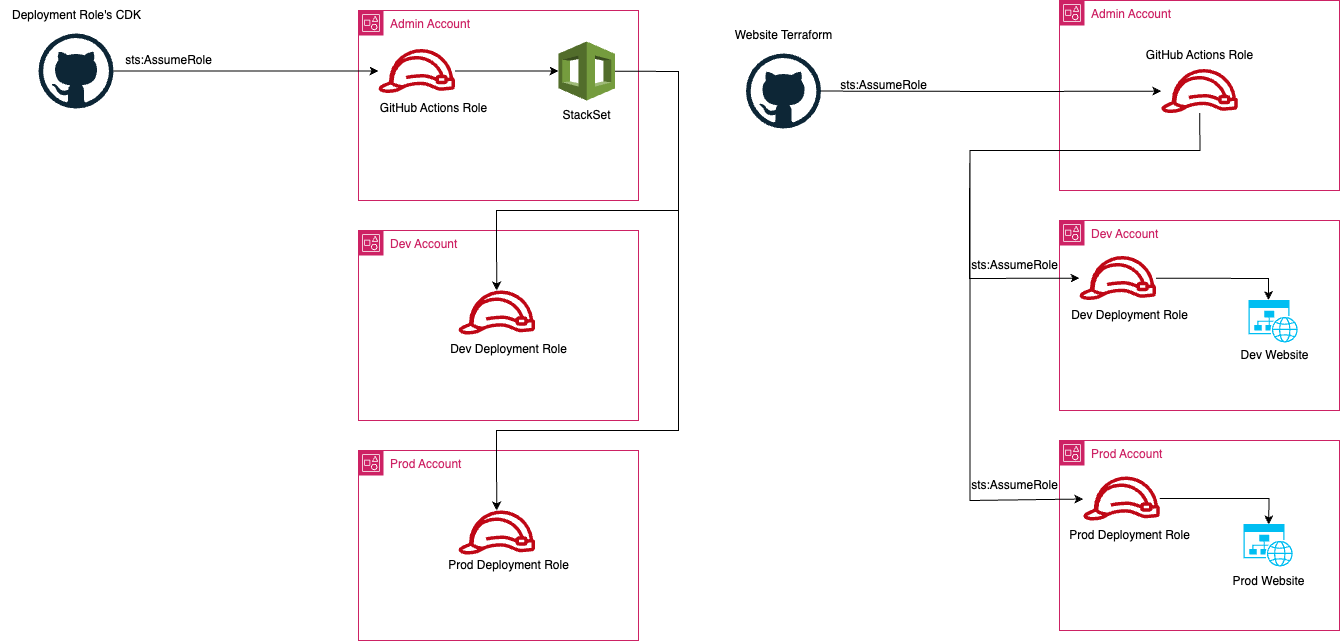 Deployment Role's CDK
sts:AssumeRole
Admin Account
GitHub Actions Role
StackSet
Dev Account
Dev Deployment Role
Prod Account
Prod Deployment Role
Website Terraform
sts:AssumeRole
Admin Account
GitHub Actions Role
Dev Account
sts:AssumeRole
Dev Deployment Role
Dev Website
Prod Account
sts:AssumeRole
Prod Deployment Role
Prod Website